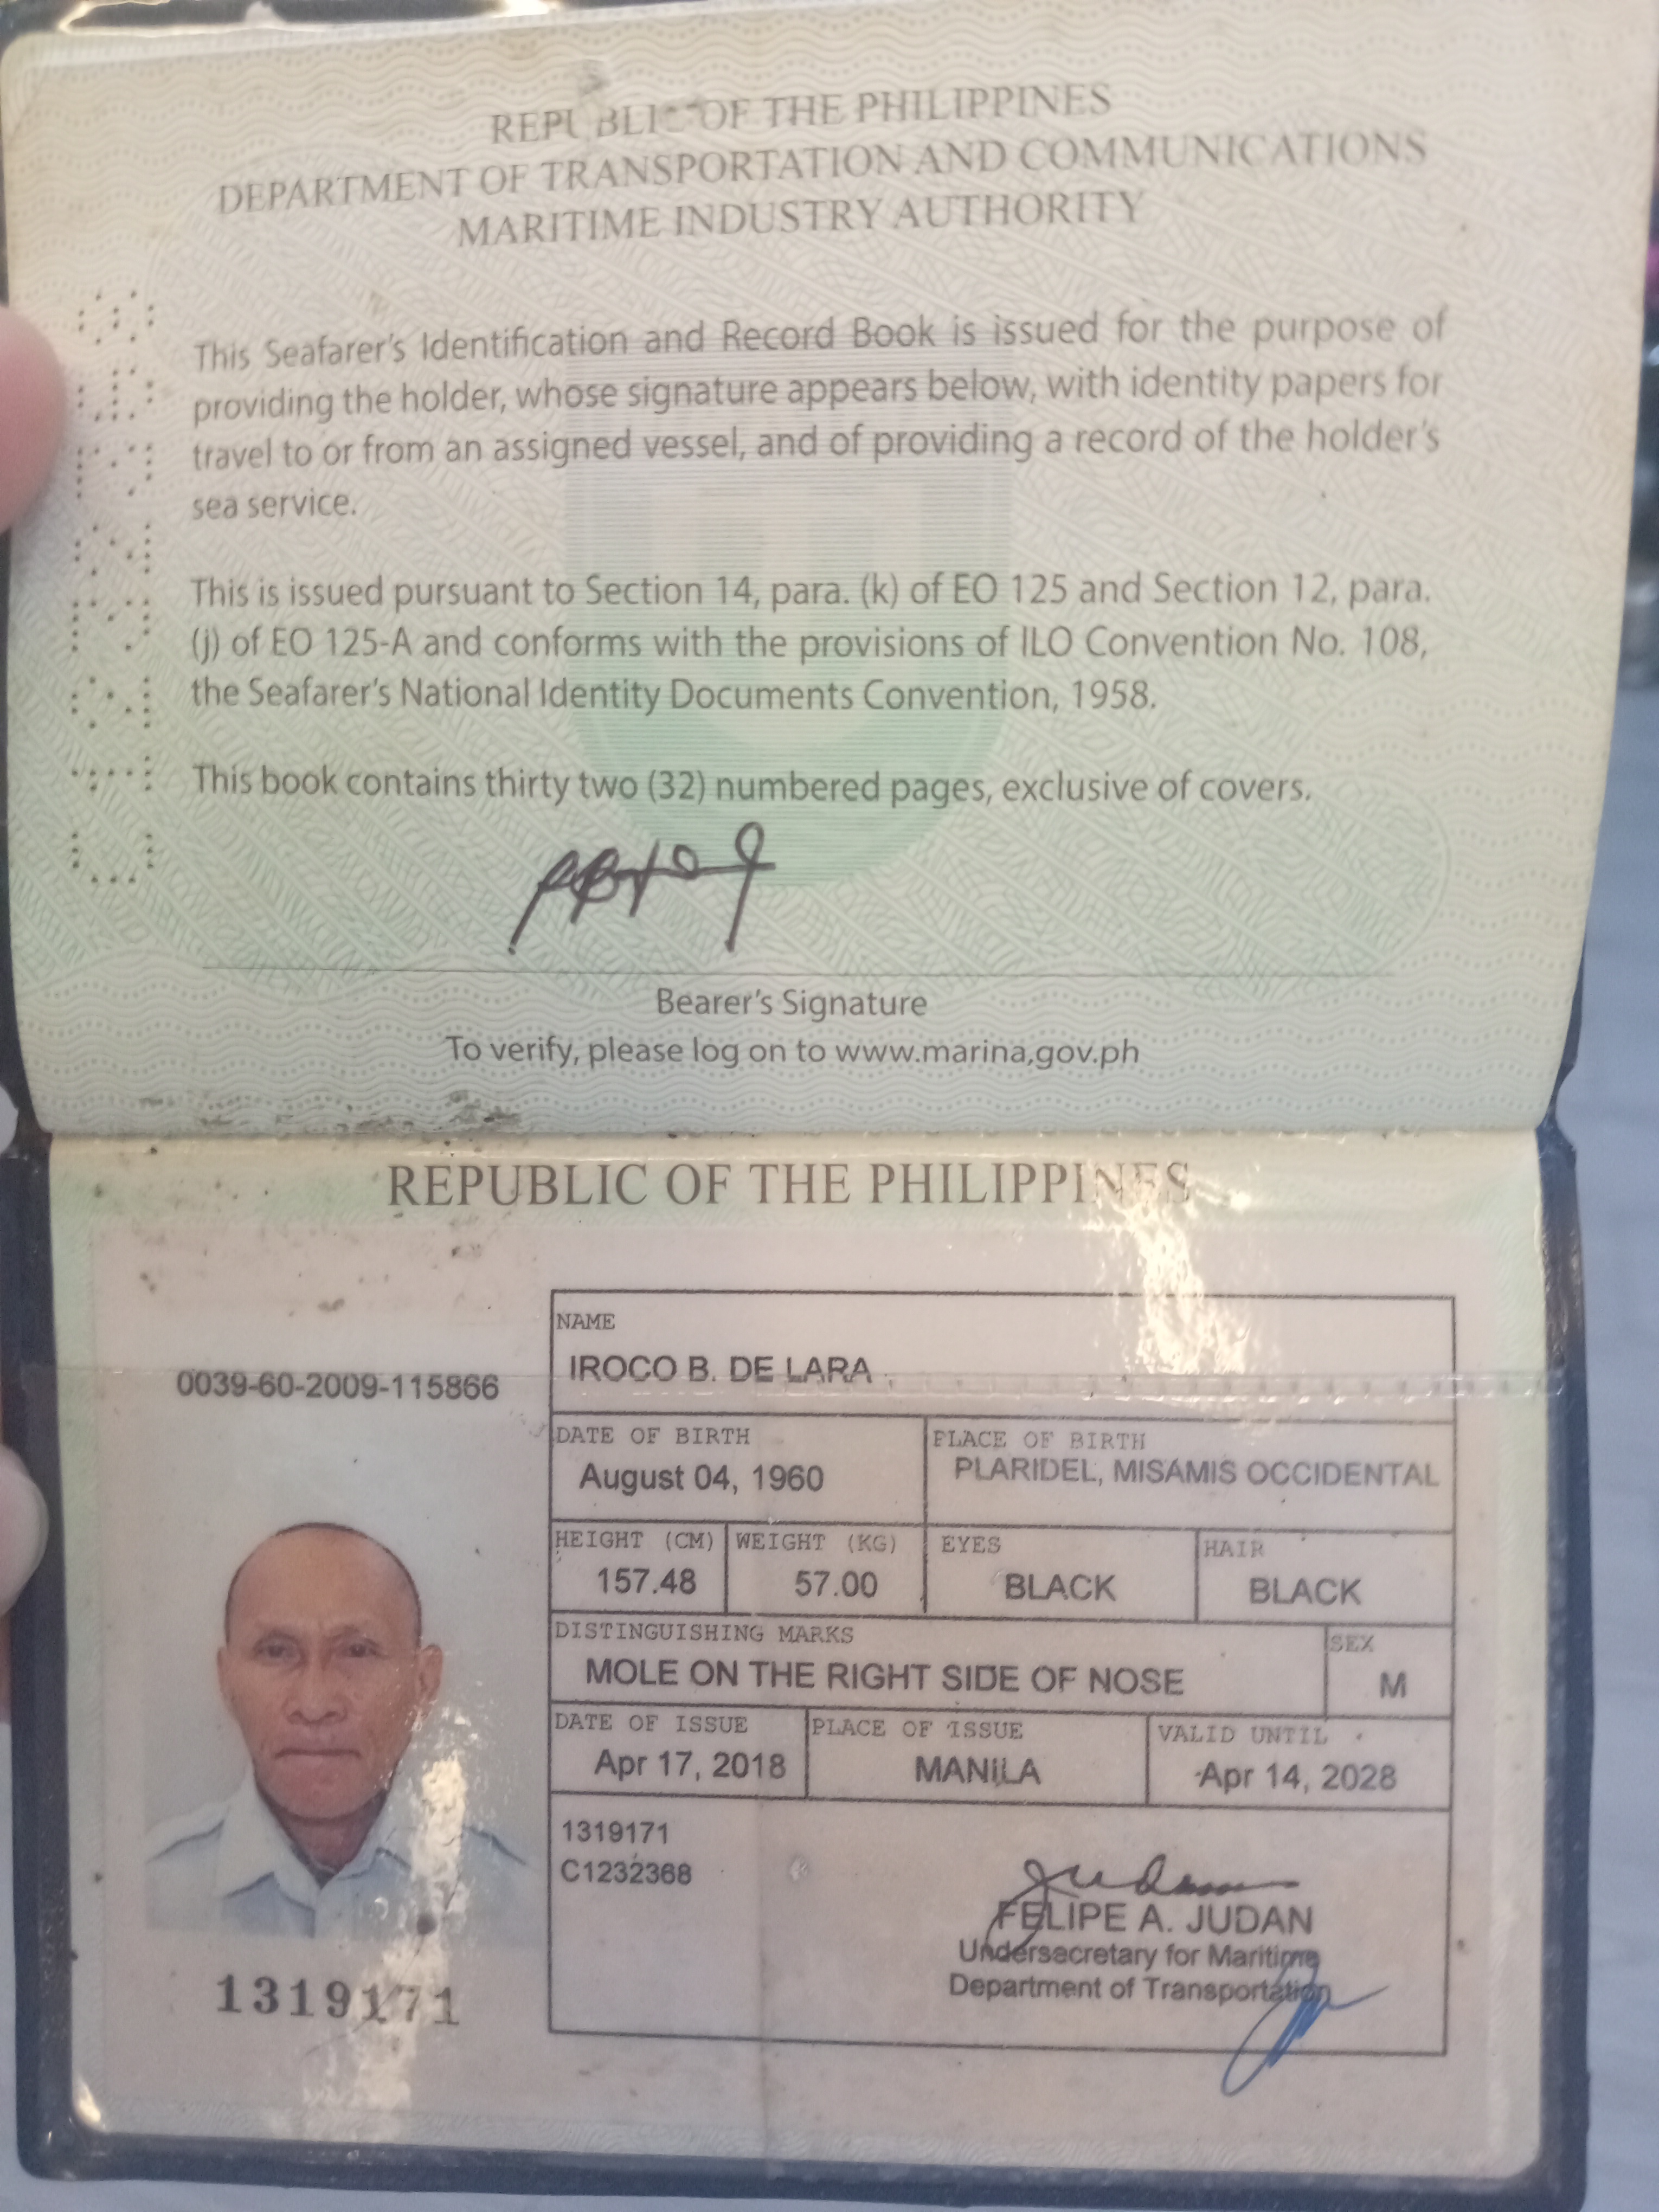 REPUBLIC OF THE PHILIPPINES
DEPARTMENT OF TRANSPORTATION AND COMMUNICATIONS
MARITIME INDUSTRY AUTHORITY
This Seafarer's Identification and Record Book is issued for the purpose of
providing the holder, whose signature appears below, with identity papers for
travel to or from an assigned vessel, and of providing a record of the holder's
sea service.
This is issued pursuant to Section 14, para. (k) of EO 125 and Section 12, para.
(j) of EO 125-A and conforms with the provisions of ILO Convention No. 108,
the Seafarer's National Identity Documents Convention, 1958.
This book contains thirty two (32) numbered pages, exclusive of covers.
Bearer's Signature
To verify, please log on to www.marina,gov.ph
REPUBLIC OF THE PHILIPPINES
0039-60-2009-115866
NAME
IROCO B. DE LARA
DATE OF BIRTH PLACE OF BIRTH
August 04, 1960 PLARIDEL, MISAMIS OCCIDENTAL
HEIGHT (CM) WEIGHT (KG) EYES HAIR
157.48 57.00 BLACK BLACK
DISTINGUISHING MARKS SEX
MOLE ON THE RIGHT SIDE OF NOSE M
DATE OF ISSUE PLACE OF ISSUE VALID UNTIL
Apr 17, 2018 MANILA Apr 14, 2028
1319171
C1232368
FELIPE A. JUDAN
Undersecretary for Maritime
Department of Transportation
1319171